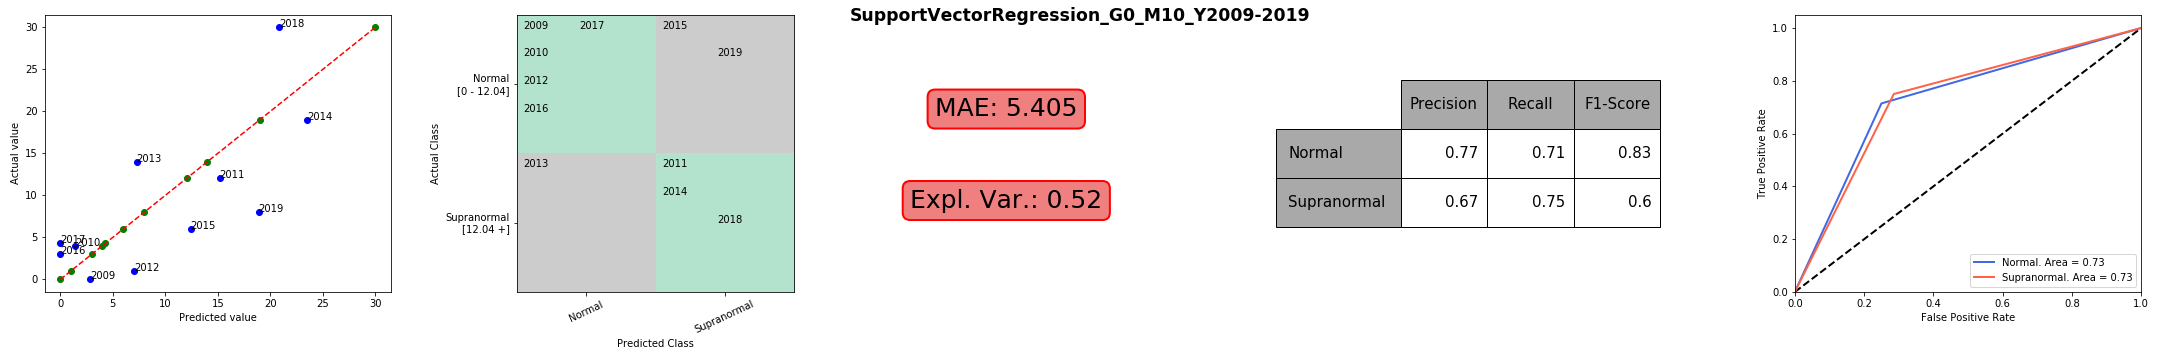 SupportVectorRegression_G0_M10_Y2009-2019
30
25
20
15
10
5
0
Actual value
2018
2014
2013
2011
2019
2015
2017
2010
2016
2012
2009
0 5 10 15 20 25 30
Predicted value
Actual Class
Normal
[0 - 12.04]
Supranormal
[12.04 +]
2009 2017 2015
2010 2019
2012
2016
2013 2011
2014
2018
Normal Supranormal
Predicted Class
MAE: 5.405
Expl. Var.: 0.52
Precision Recall F1-Score
Normal 0.77 0.71 0.83
Supranormal 0.67 0.75 0.6
1.0
0.8
0.6
0.4
0.2
0.0
True Positive Rate
Normal. Area = 0.73
Supranormal. Area = 0.73
0.0 0.2 0.4 0.6 0.8 1.0
False Positive Rate